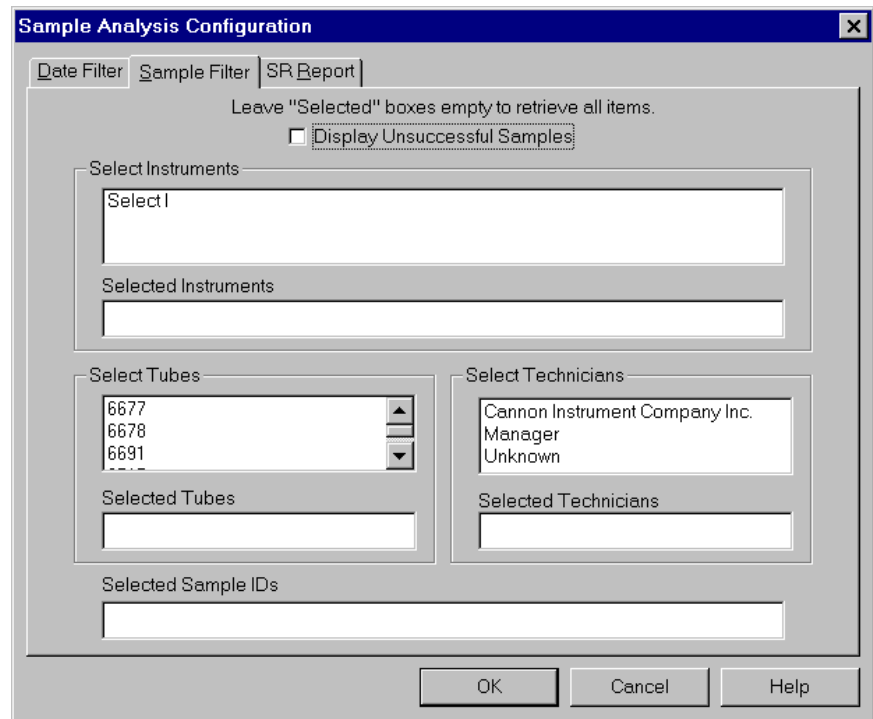 Sample Analysis Configuration
Date Filter Sample Filter SR Report
Leave "Selected" boxes empty to retrieve all items.
Display Unsuccessful Samples
Select Instruments
Select I
Selected Instruments
Select Tubes
6677
6678
6691
Selected Tubes
Select Technicians
Cannon Instrument Company Inc.
Manager
Unknown
Selected Technicians
Selected Sample IDs
OK Cancel Help